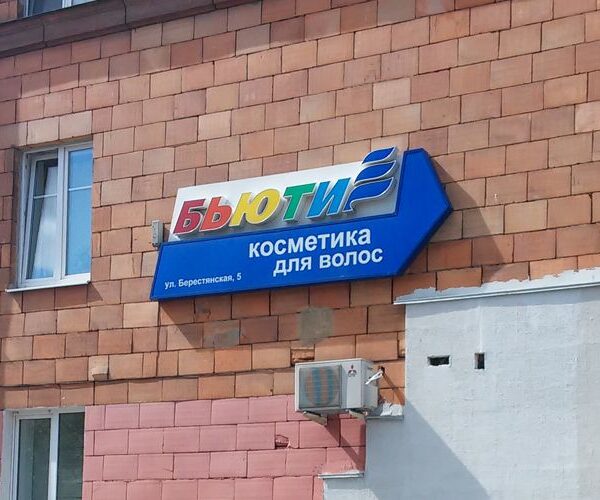 БЬЮТИ
косметика
для волос
ул. Берестянская, 5